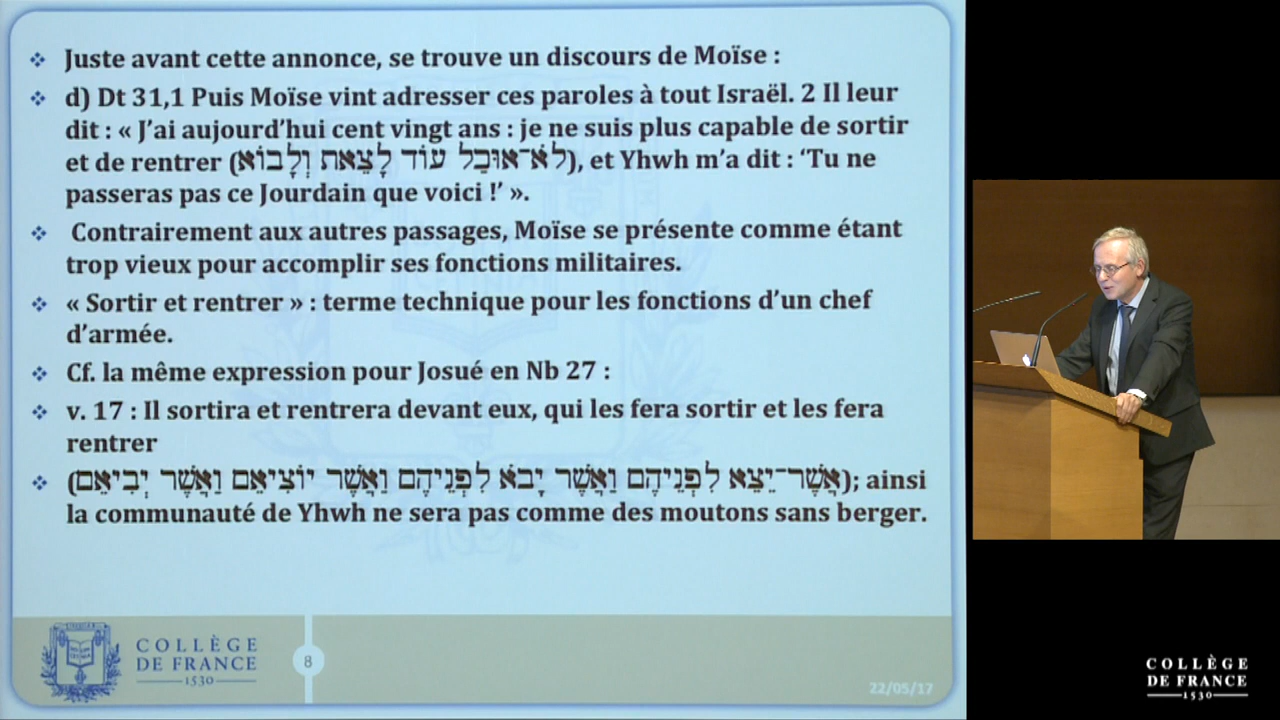 ❖ Juste avant cette annonce, se trouve un discours de Moïse :
❖ d) Dt 31,1 Puis Moïse vint adresser ces paroles à tout Israël. 2 Il leur
dit : « J’ai aujourd’hui cent vingt ans : je ne suis plus capable de sortir
et de rentrer (לֹא־אוּכַל עוֹד לָצֵאת וְלָבוֹא), et Yhwh m’a dit : ‘Tu ne
passeras pas ce Jourdain que voici !’ ».
❖ Contrairement aux autres passages, Moïse se présente comme étant
trop vieux pour accomplir ses fonctions militaires.
❖ « Sortir et rentrer » : terme technique pour les fonctions d’un chef
d’armée.
❖ Cf. la même expression pour Josué en Nb 27 :
❖ v. 17 : Il sortira et rentrera devant eux, qui les fera sortir et les fera
rentrer
❖ (אֲשֶׁר־יֵצֵא לִפְנֵיהֶם וַאֲשֶׁר יָבֹא לִפְנֵיהֶם וַאֲשֶׁר יוֹצִיאֵם וַאֲשֶׁר יְבִיאֵם); ainsi
la communauté de Yhwh ne sera pas comme des moutons sans berger.
COLLÈGE
DE FRANCE
1530
8
22/05/17
COLLÈGE
DE FRANCE
1530